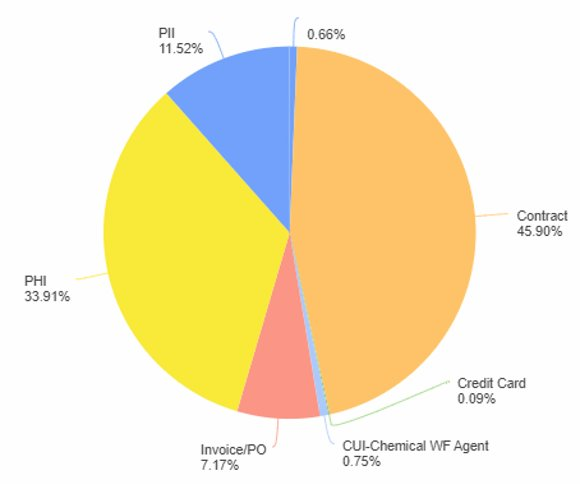 PII
11.52%
0.66%
Contract
45.90%
PHI
33.91%
Credit Card
0.09%
Invoice/PO
7.17%
CUI-Chemical WF Agent
0.75%